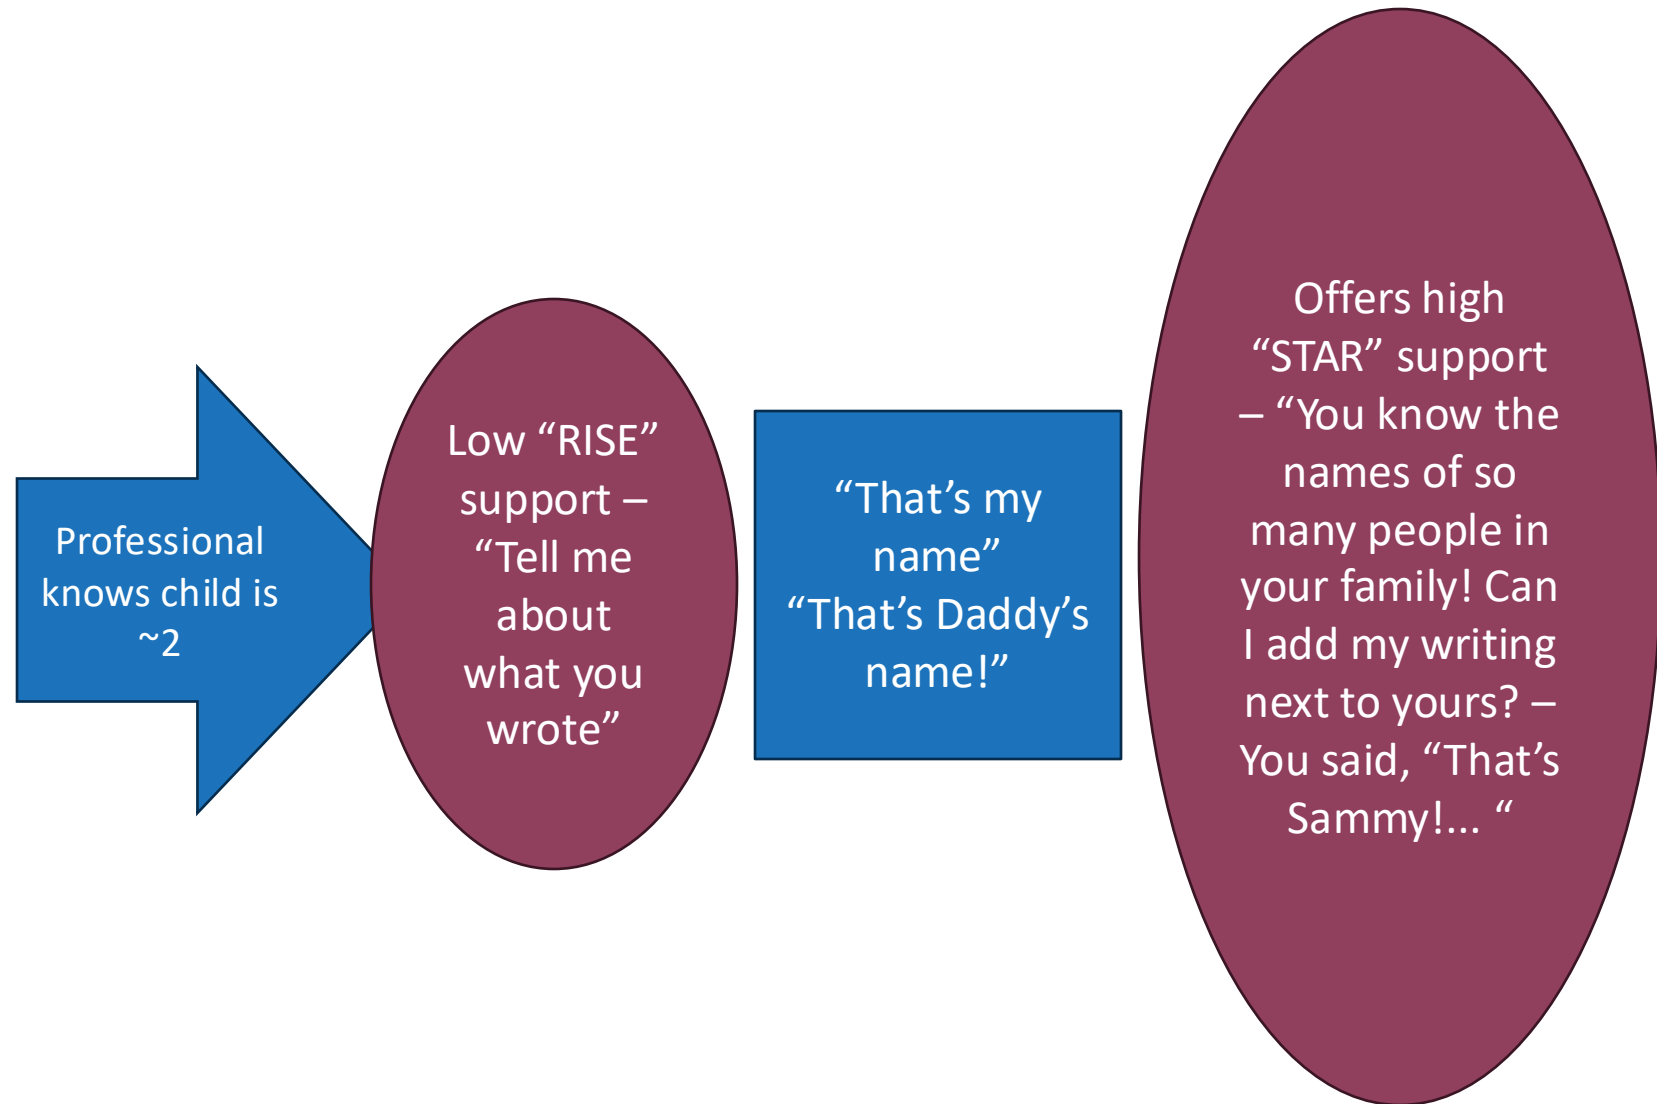 Professional
knows child is
~2
Low “RISE”
support –
“Tell me
about
what you
wrote”
“That’s my
name”
“That’s Daddy’s
name!”
Offers high
“STAR” support
– “You know the
names of so
many people in
your family! Can
I add my writing
next to yours? –
You said, “That’s
Sammy!... “